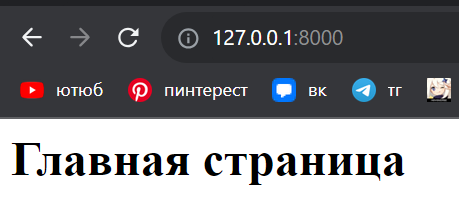 127.0.0.1:8000
ютюб пинтерест вк тг
Главная страница